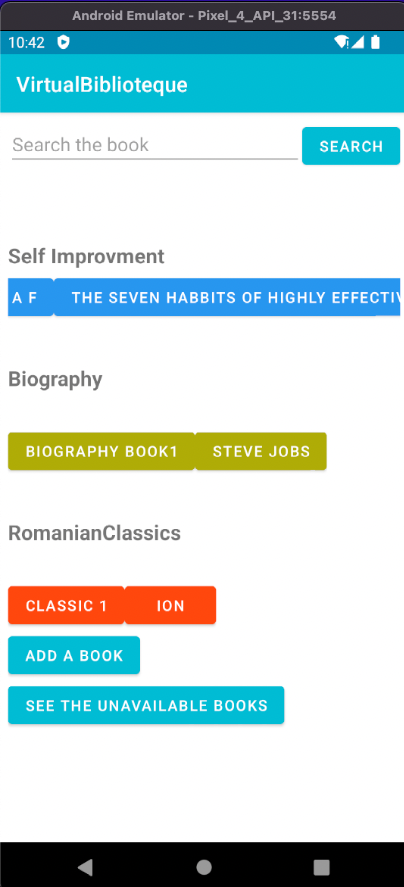 Android Emulator - Pixel_4_API_31:5554
10:42
VirtualBiblioteque
Search the book
SEARCH
Self Improvment
A F
THE SEVEN HABBITS OF HIGHLY EFFECTIV
Biography
BIOGRAPHY BOOK1
STEVE JOBS
RomanianClassics
CLASSIC 1
ION
ADD A BOOK
SEE THE UNAVAILABLE BOOKS